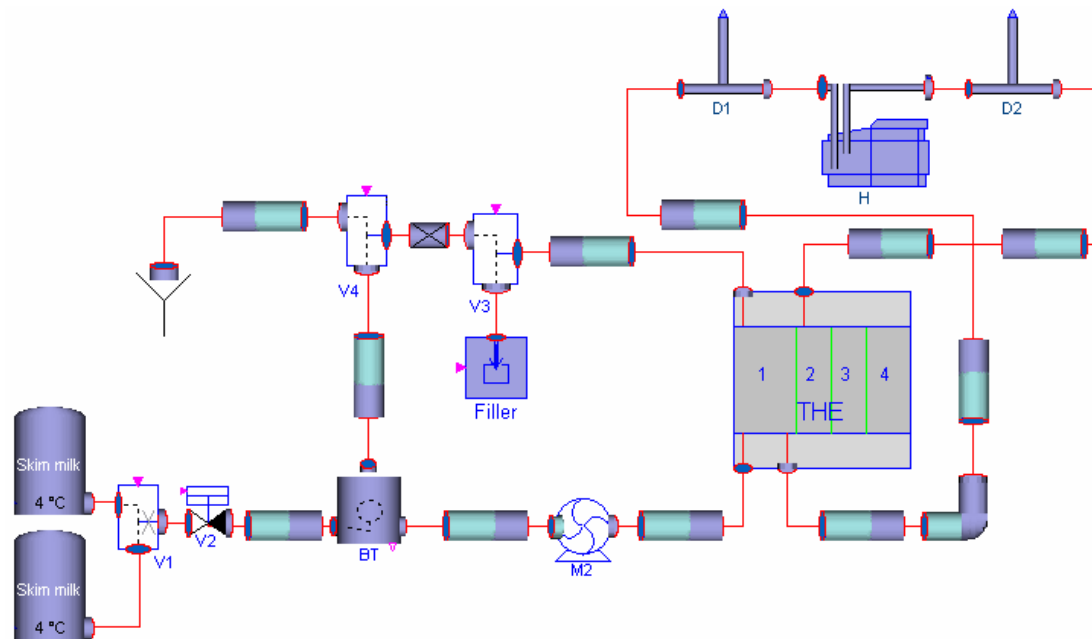 D1
D2
H
V4
V3
1
2
3
4
THE
Filler
Skim milk
4 °C
V1
V2
BT
M2
Skim milk
4 °C